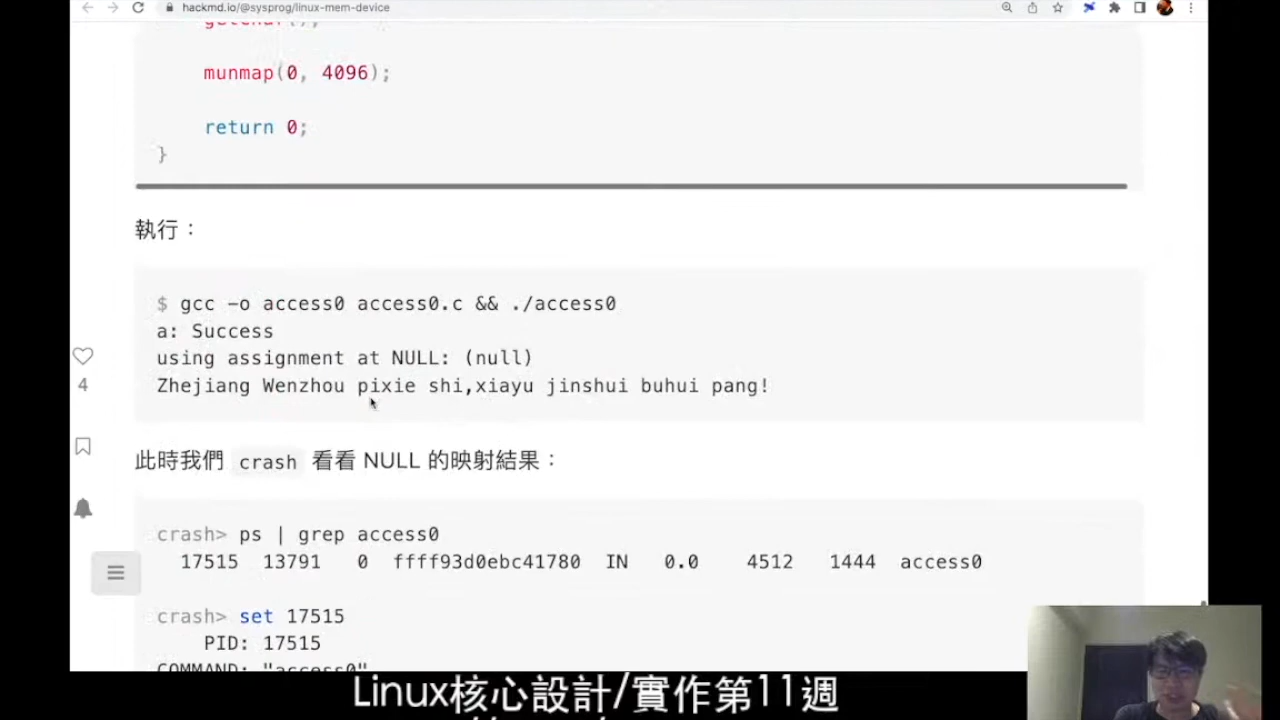 hackmd.io/@sysprog/linux-mem-device
getchar();
munmap(0, 4096);
return 0;
}
執行：
$ gcc -o access0 access0.c && ./access0
a: Success
using assignment at NULL: (null)
Zhejiang Wenzhou pixie shi,xiayu jinshui buhui pang!
4
此時我們 crash 看看 NULL 的映射結果：
crash> ps | grep access0
17515 13791 0 ffff93d0ebc41780 IN 0.0 4512 1444 access0
crash> set 17515
PID: 17515
COMMAND: "access0"
Linux核心設計/實作第11週